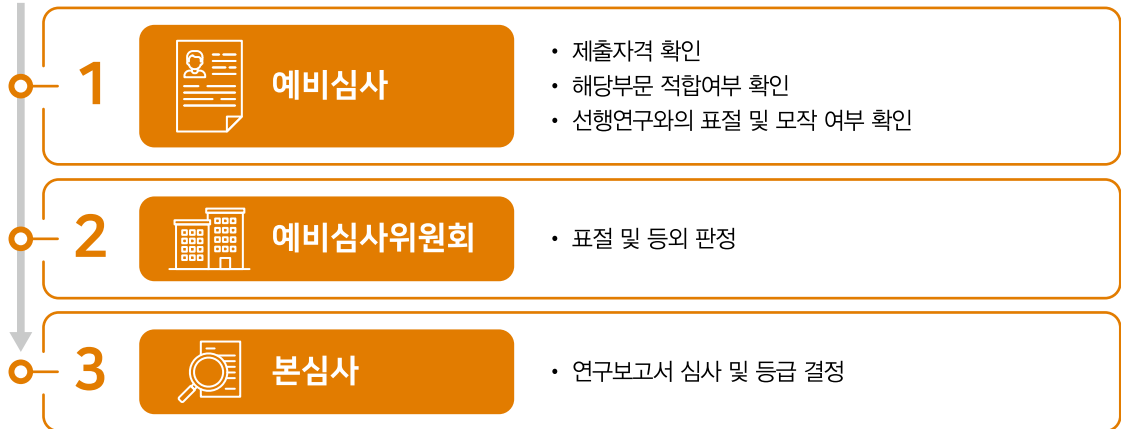 1
예비심사
• 제출자격 확인
• 해당부문 적합여부 확인
• 선행연구와의 표절 및 모작 여부 확인
2
예비심사위원회
• 표절 및 등외 판정
3
본심사
• 연구보고서 심사 및 등급 결정